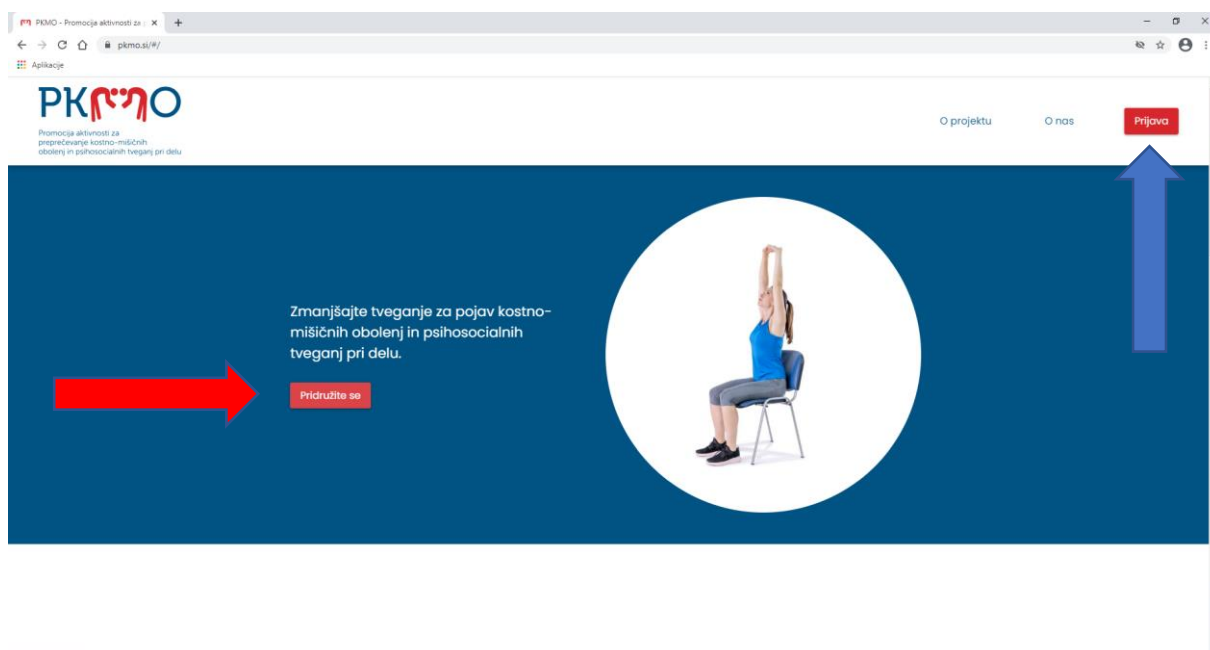 PKMO - Promocija aktivnosti za
pkmo.si/#/
Aplikacije
PKMO
Promocija aktivnosti za
preprečevanje kostno-mišičnih
obolenj in psihosocialnih tveganj pri delu
O projektu
O nas
Prijava
Zmanjšajte tveganje za pojav kostno-
mišičnih obolenj in psihosocialnih
tveganj pri delu.
Pridružite se